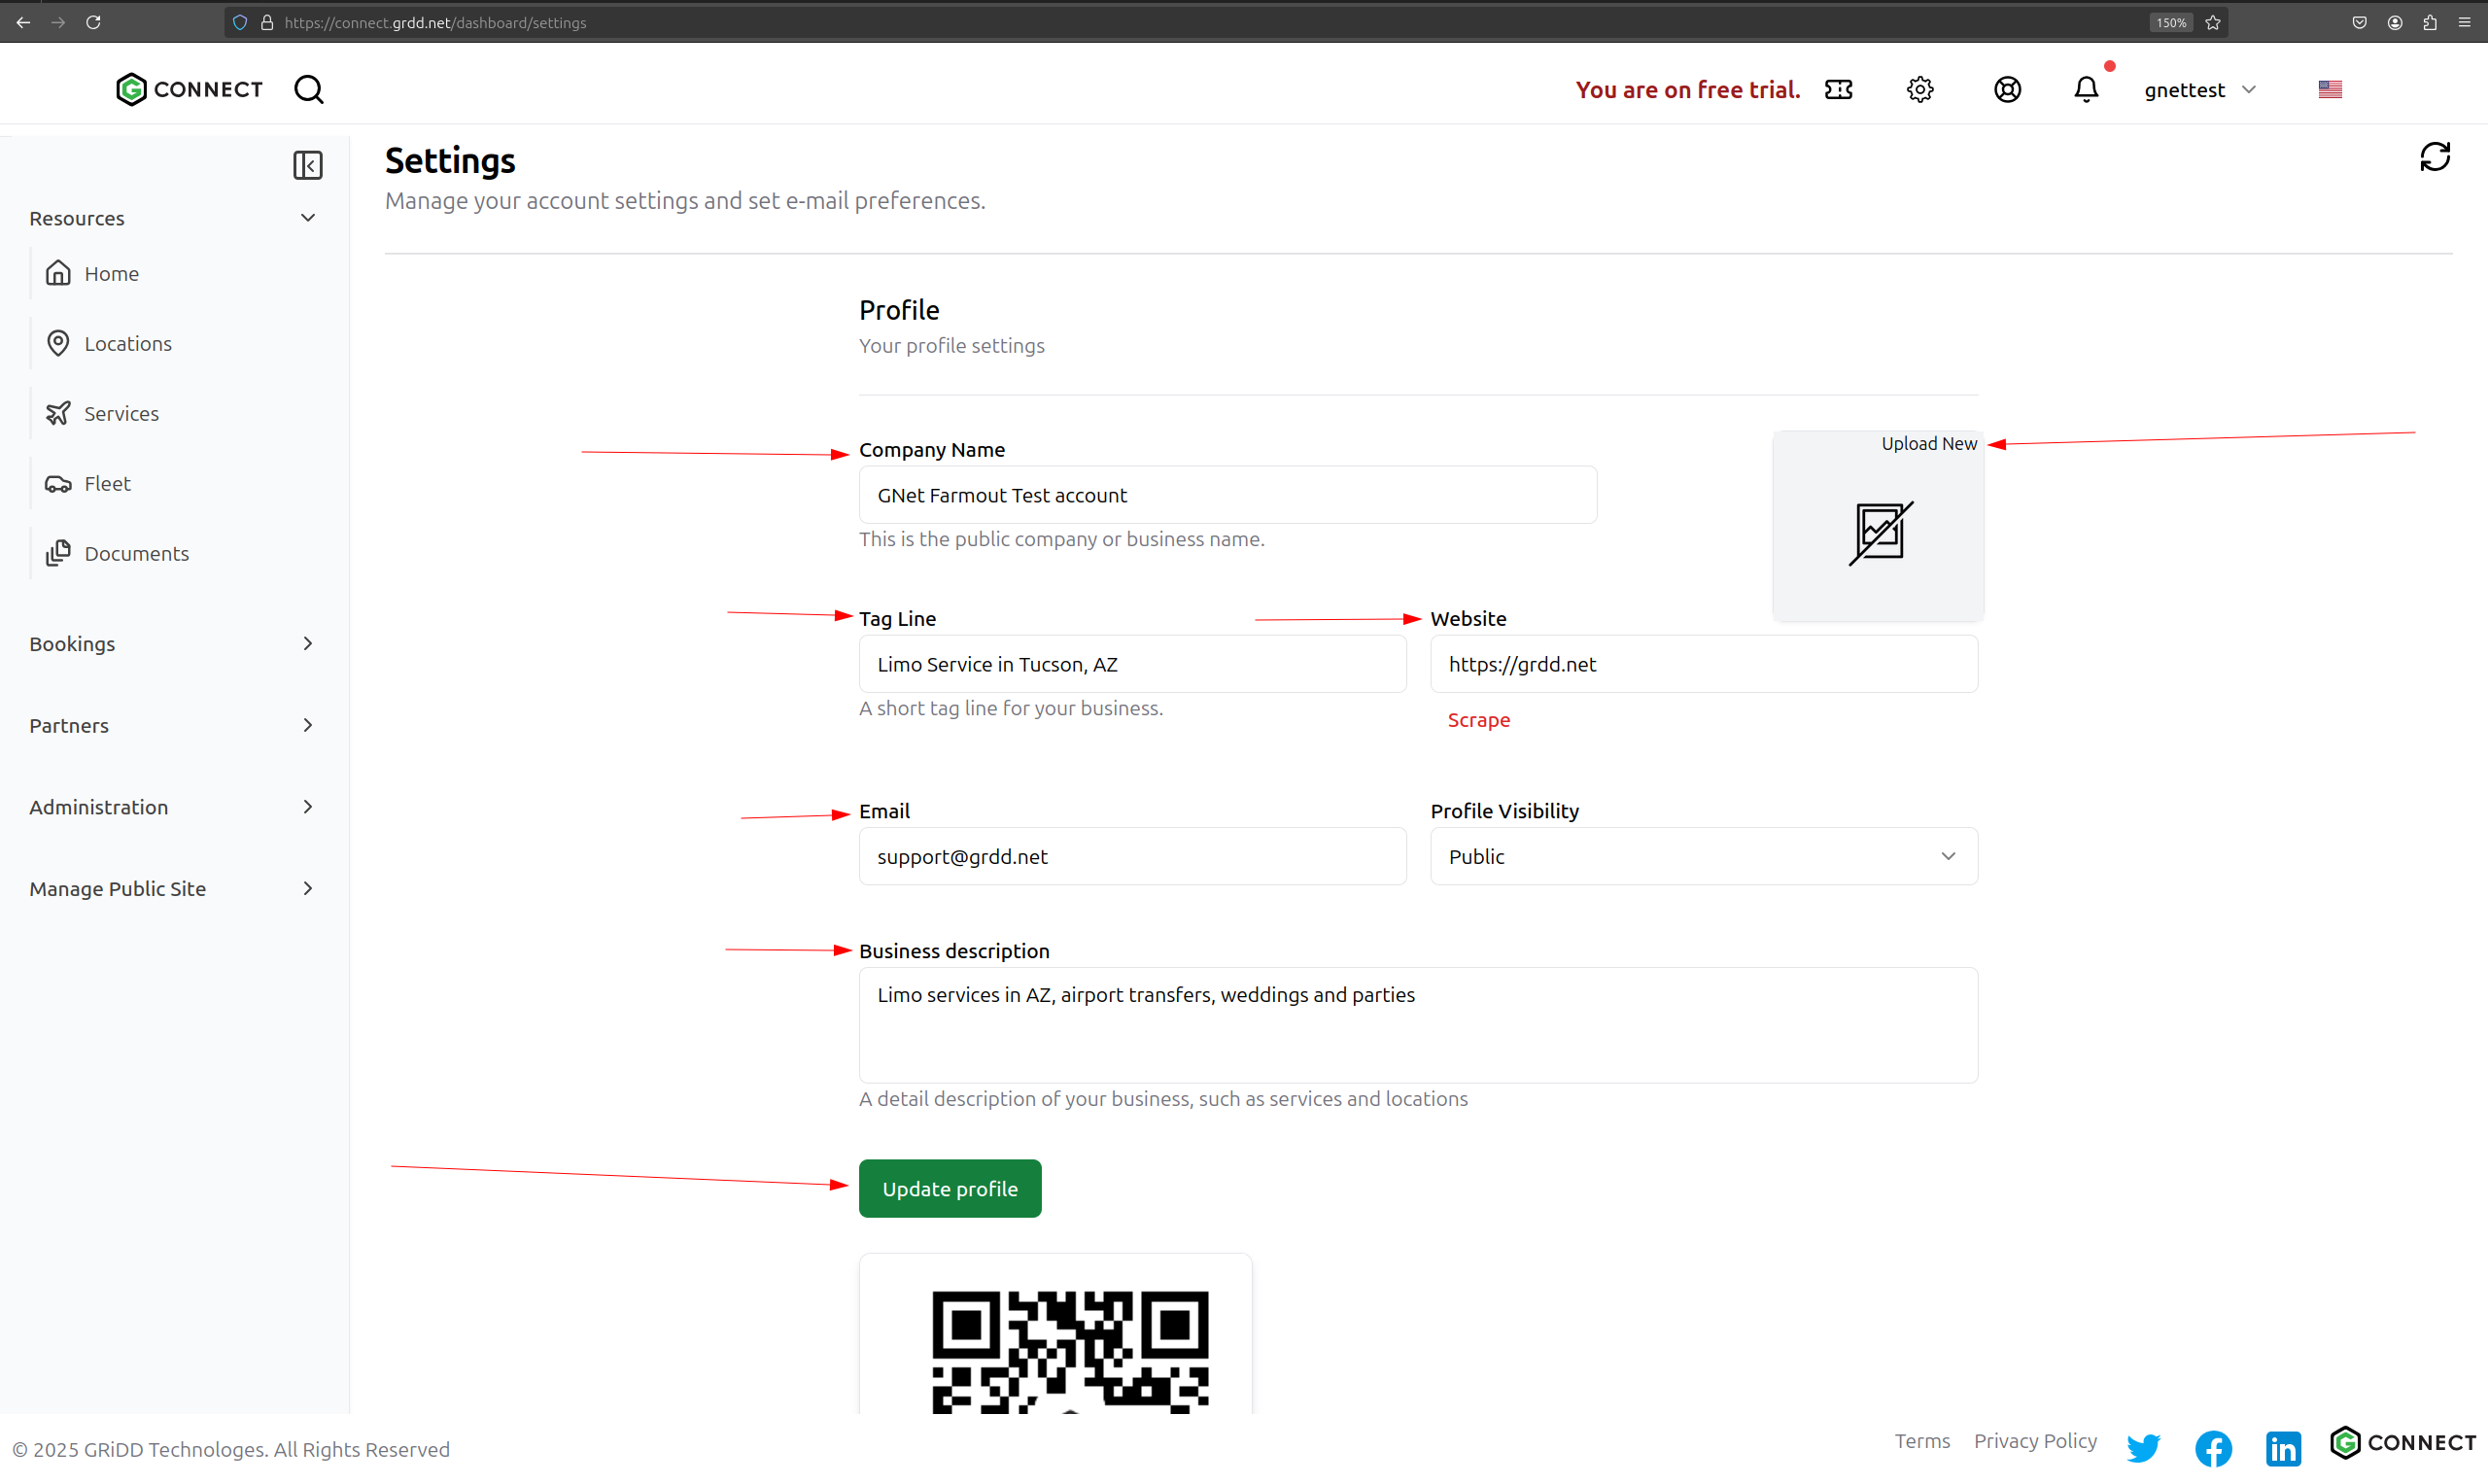 https://connect.grdd.net/dashboard/settings
150%
CONNECT
You are on free trial.
gnettest
Settings
Manage your account settings and set e-mail preferences.
Resources
Home
Locations
Services
Fleet
Documents
Bookings
Partners
Administration
Manage Public Site
Profile
Your profile settings
Company Name
Upload New
GNet Farmout Test account
This is the public company or business name.
Tag Line
Website
Limo Service in Tucson, AZ
https://grdd.net
A short tag line for your business.
Scrape
Email
Profile Visibility
support@grdd.net
Public
Business description
Limo services in AZ, airport transfers, weddings and parties
A detail description of your business, such as services and locations
Update profile
© 2025 GRiDD Technologes. All Rights Reserved
Terms
Privacy Policy
CONNECT